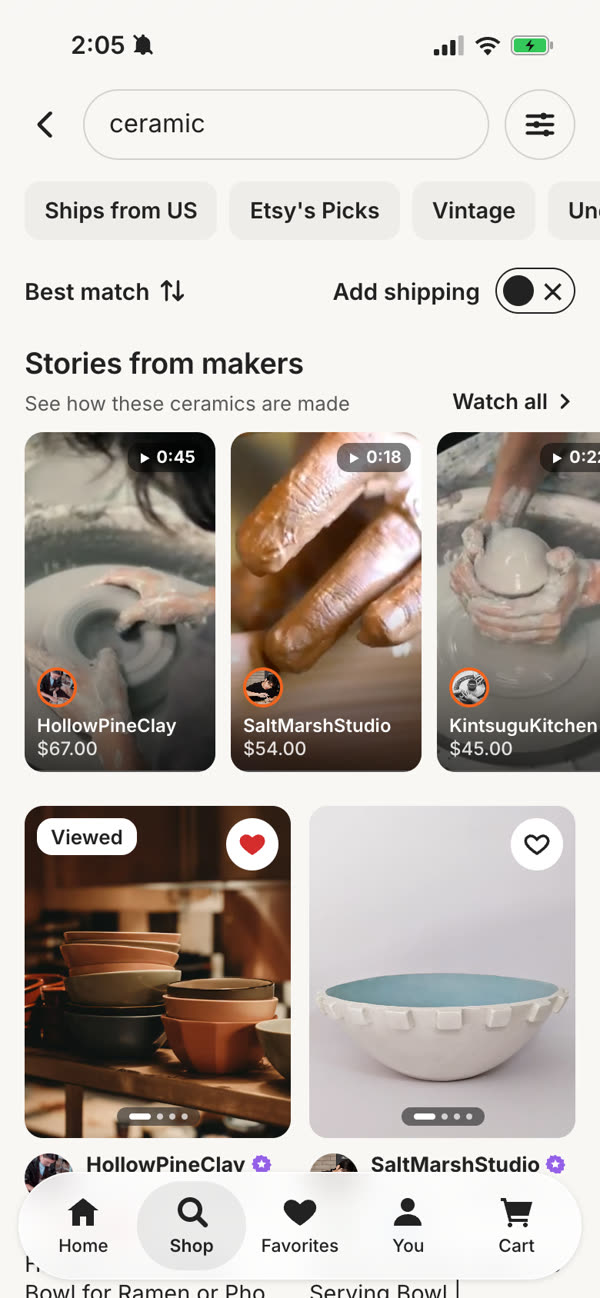 2:05
ceramic
Ships from US
Etsy's Picks
Vintage
Best match
Add shipping
Stories from makers
See how these ceramics are made
Watch all
0:45
0:18
HollowPineClay
$67.00
SaltMarshStudio
$54.00
KintsuguKitchen
$45.00
Viewed
HollowPineClay
SaltMarshStudio
Home
Shop
Favorites
You
Cart
Bowl for Ramen or Pho
Serving Bowl |